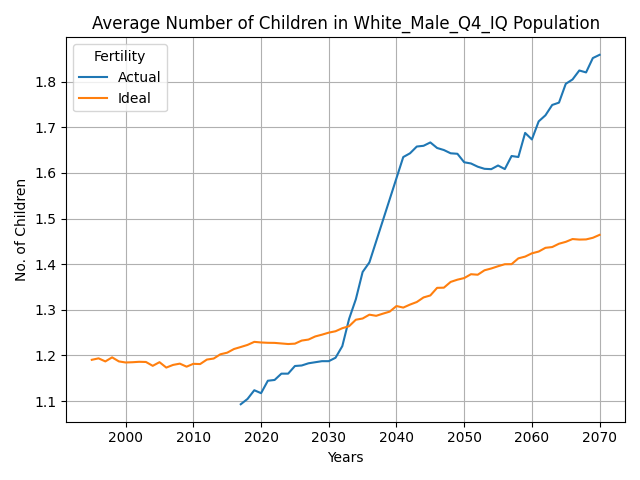 Average Number of Children in White_Male_Q4_IQ Population
Fertility
Actual
Ideal
No. of Children
1.8
1.7
1.6
1.5
1.4
1.3
1.2
1.1
2000 2010 2020 2030 2040 2050 2060 2070
Years